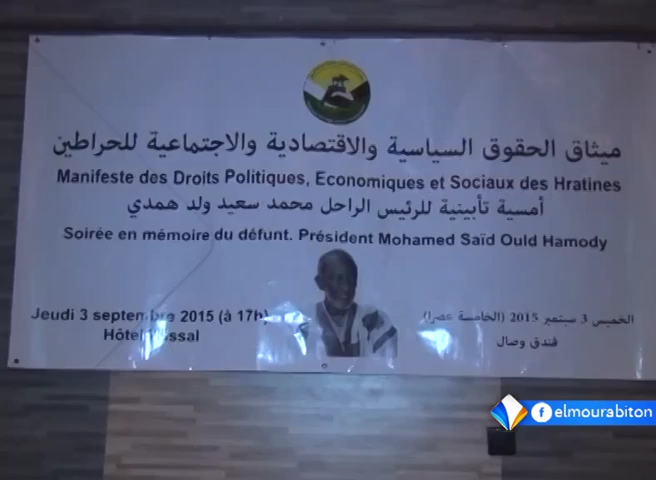 ميثاق الحقوق السياسية والاقتصادية والاجتماعية للحراطين
Manifeste des Droits Politiques, Economiques et Sociaux des Hratines
أمسية تأبينية للرئيس الراحل محمد سعيد ولد همدي
Soirée en mémoire du défunt. Président Mohamed Saïd Ould Hamody
Jeudi 3 septembre 2015 (à 17h)
Hôtel Wissal
الخميس 3 سبتمبر 2015 (الخامسة عصرا)
فندق وصال
elmourabiton